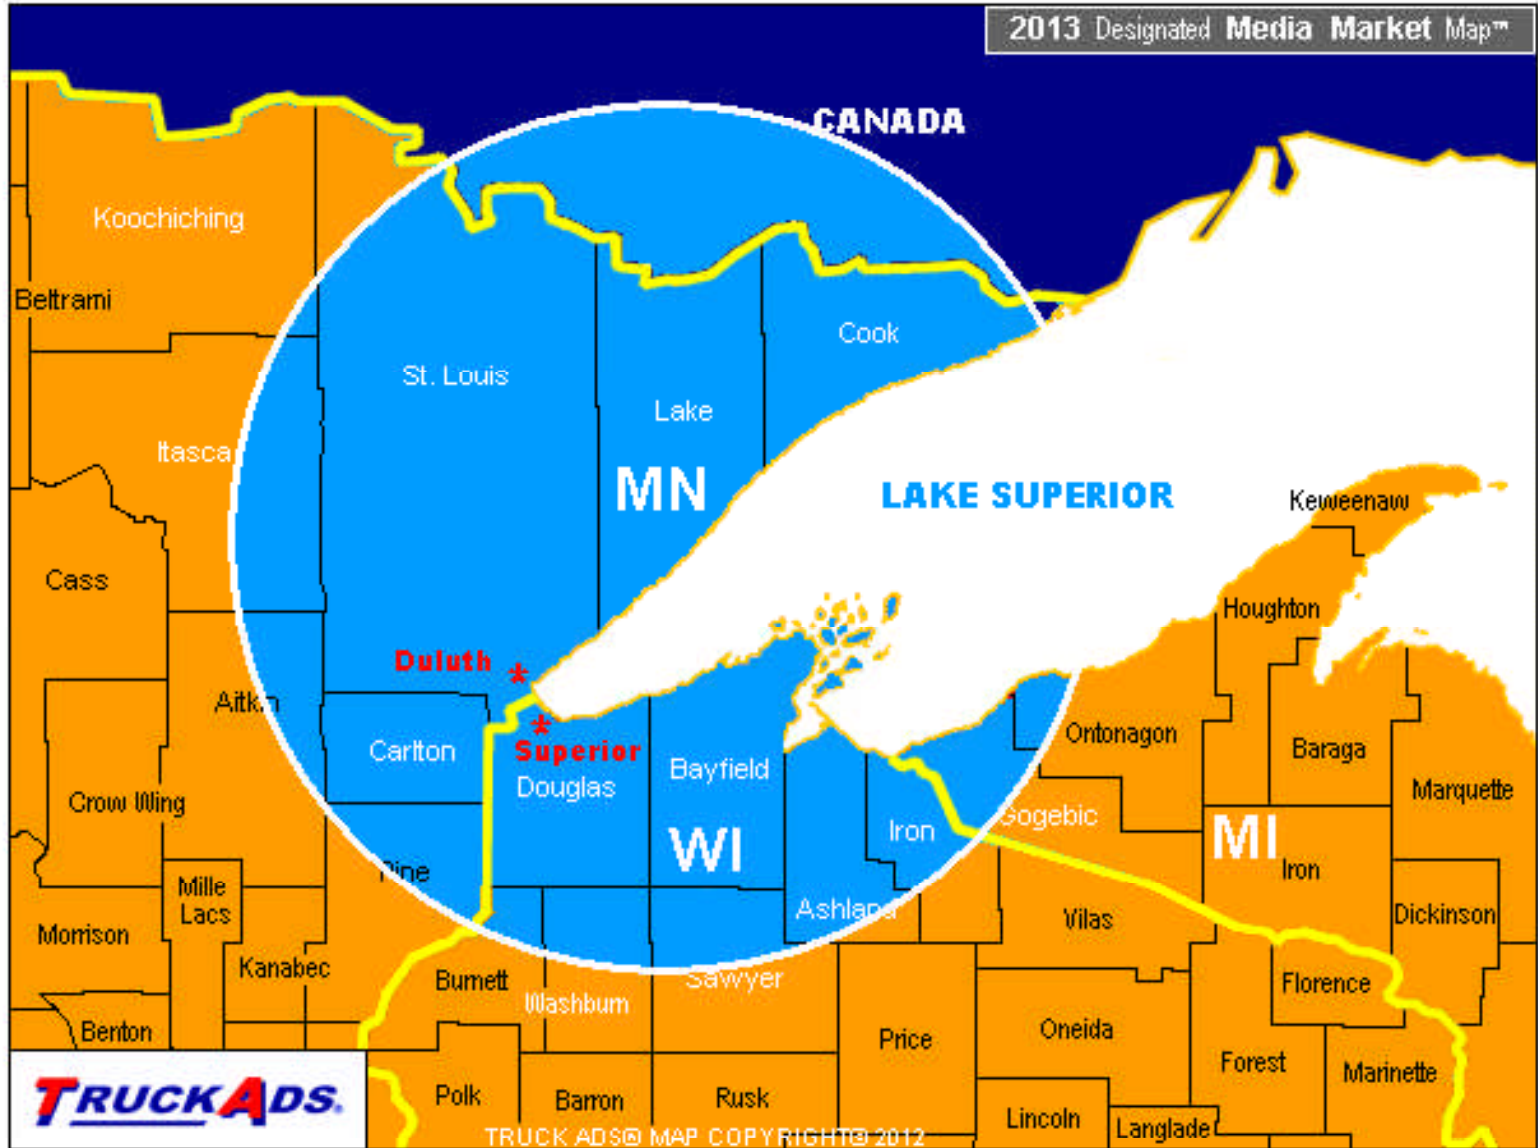 2013 Designated Media Market Map™
CANADA
Koochiching
Beltrami
Cook
St. Louis
Lake
Itasca
MN
LAKE SUPERIOR
Keweenaw
Cass
Houghton
Duluth *
Aitkin
* Superior
Carlton
Ontonagon
Baraga
Bayfield
Douglas
Marquette
Crow Wing
Gogebic
Iron
WI
MI
Pine
Iron
Mille
Lacs
Ashland
Dickinson
Vilas
Morrison
Kanabec
Burnett
Sawyer
Florence
Washburn
Benton
Oneida
Price
Forest
Marinette
TRUCKADS.
Polk
Barron
Rusk
Lincoln
Langlade
TRUCK ADS® MAP COPYRIGHT© 2012